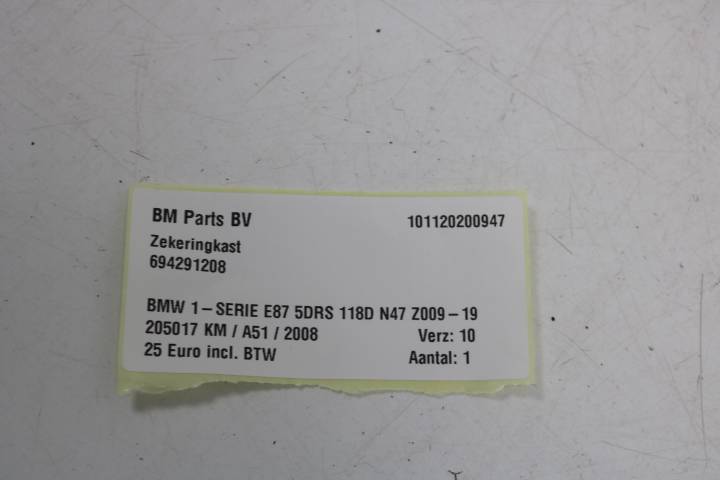 BM Parts BV 101120200947
Zekeringkast
694291208
BMW 1-SERIE E87 5DRS 118D N47 Z009-19
205017 KM / A51 / 2008 Verz: 10
25 Euro incl. BTW Aantal: 1